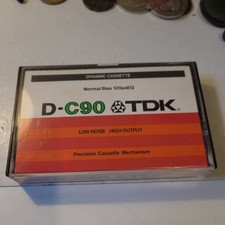 DYNAMIC CASSETTE
Normal Bias 120μsEQ
D-C90 TDK®
LOW NOISE HIGH OUTPUT
Precision Cassette Mechanism